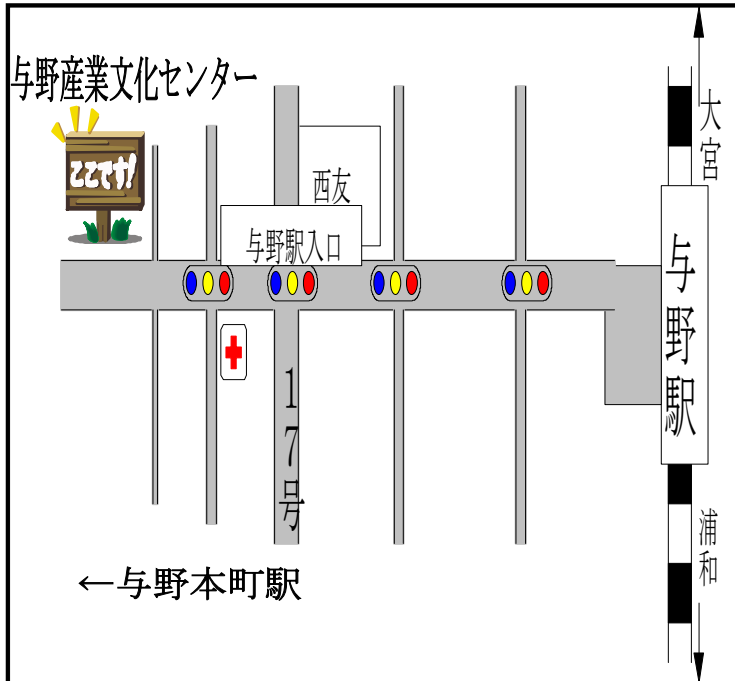 与野産業文化センター
ここです!
西友
与野駅入口
大宮
与野駅
17号
浦和
←与野本町駅